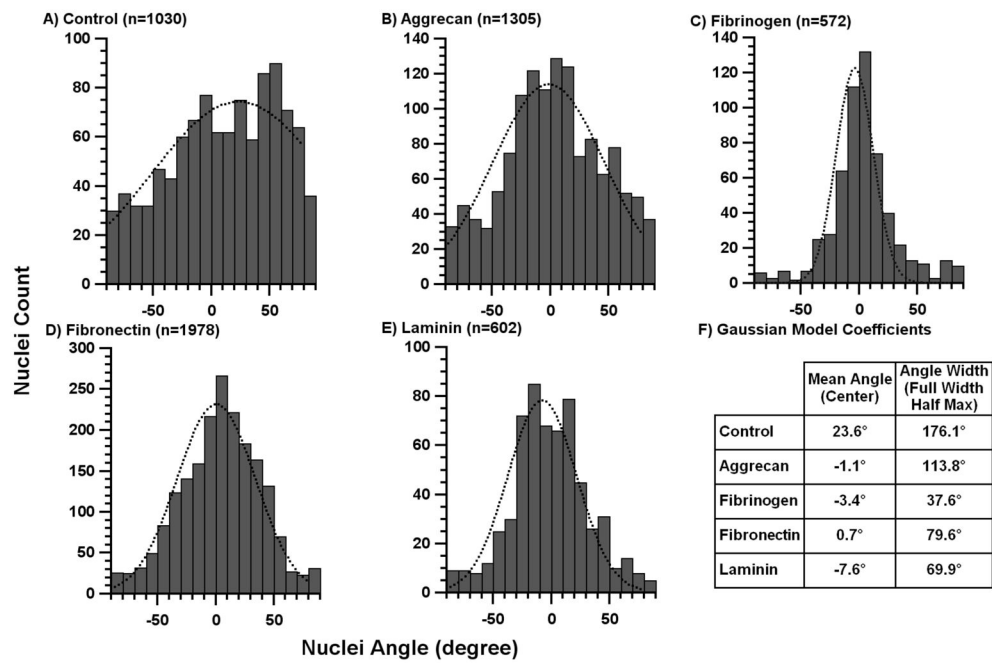 A) Control (n=1030)
B) Aggrecan (n=1305)
C) Fibrinogen (n=572)
100
80
60
40
20
0
-50
0
50
140
120
100
80
60
40
20
0
-50
0
50
140
120
100
80
60
40
20
0
-50
0
50
Nuclei Count
D) Fibronectin (n=1978)
E) Laminin (n=602)
F) Gaussian Model Coefficients
300
250
200
150
100
50
0
-50
0
50
100
80
60
40
20
0
-50
0
50
Nuclei Angle (degree)
Mean Angle
(Center)
Angle Width
(Full Width
Half Max)
Control 23.6° 176.1°
Aggrecan -1.1° 113.8°
Fibrinogen -3.4° 37.6°
Fibronectin 0.7° 79.6°
Laminin -7.6° 69.9°